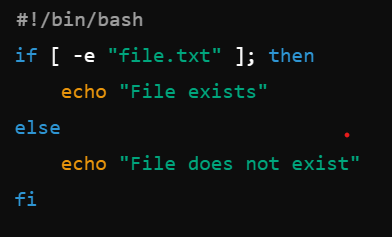 #!/bin/bash
if [ -e "file.txt" ]; then
    echo "File exists"
else
    echo "File does not exist"
fi